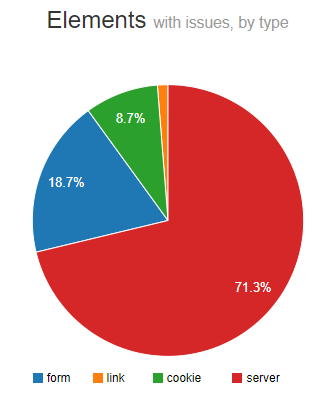 Elements with issues, by type
8.7%
18.7%
71.3%
form link cookie server